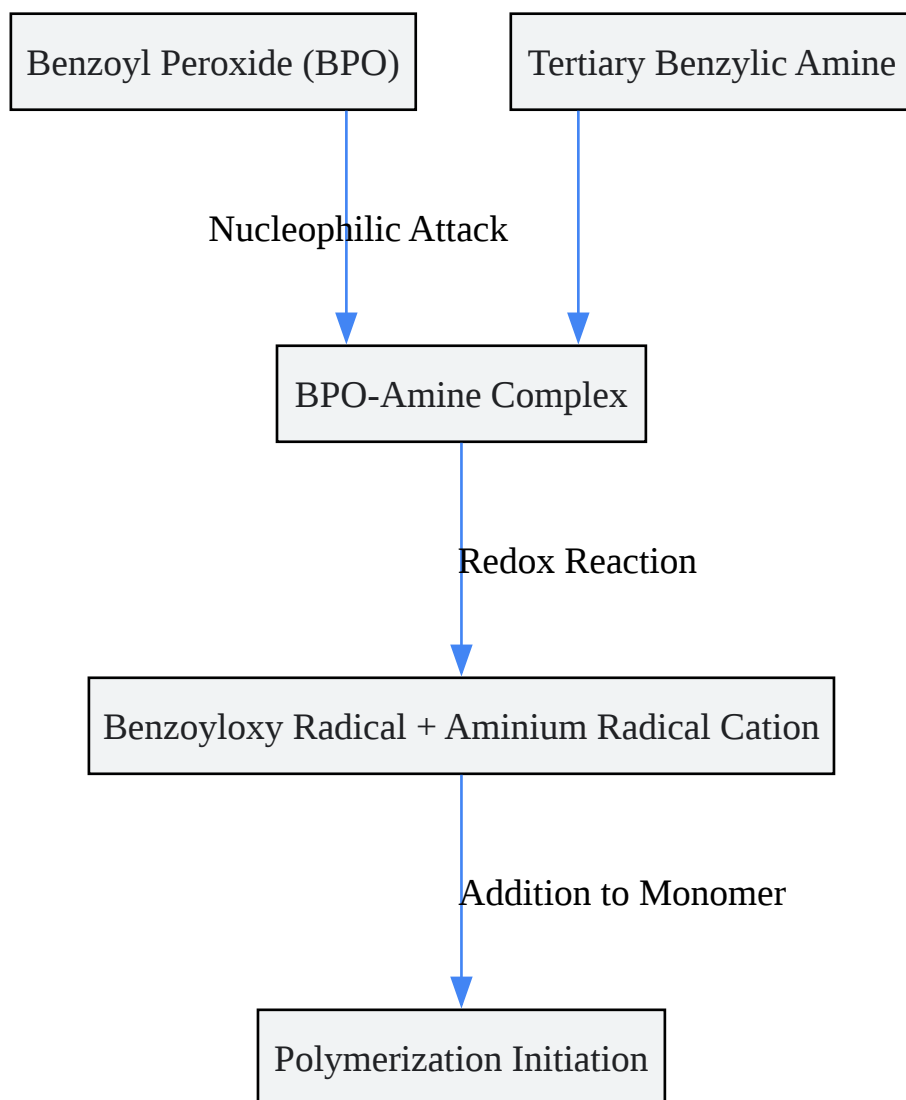 Benzoyl Peroxide (BPO)
Tertiary Benzylic Amine
Nucleophilic Attack
BPO-Amine Complex
Redox Reaction
Benzoyloxy Radical + Aminium Radical Cation
Addition to Monomer
Polymerization Initiation